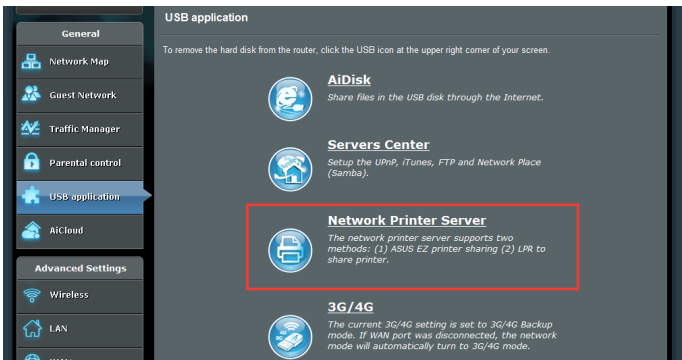 USB application
General
To remove the hard disk from the router, click the USB icon at the upper right corner of your screen.
Network Map
AiDisk
Share files in the USB disk through the Internet.
Guest Network
Traffic Manager
Servers Center
Setup the UPnP, iTunes, FTP and Network Place
(Samba).
Parental control
USB application
Network Printer Server
The network printer server supports two
methods: (1) ASUS EZ printer sharing (2) LPR to
share printer.
AiCloud
Advanced Settings
Wireless
3G/4G
The current 3G/4G setting is set to 3G/4G Backup
mode. If WAN port was disconnected, the network
mode will automatically turn to 3G/4G mode.
LAN